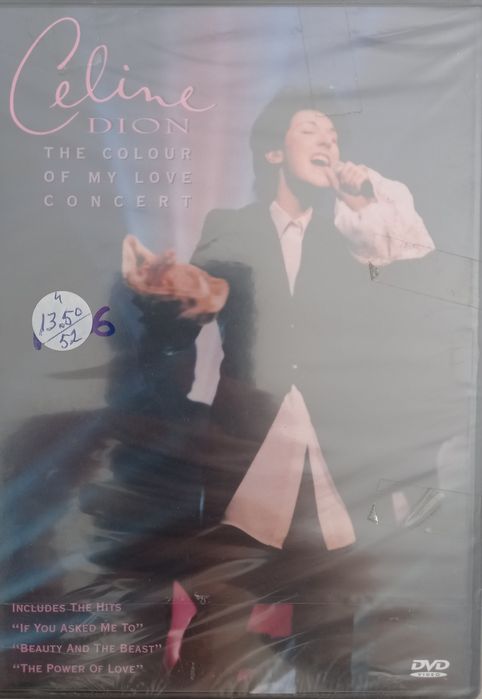 Celine
DION
THE COLOUR
OF MY LOVE
CONCERT
4
13.50
52
6
INCLUDES THE HITS
"IF YOU ASKED ME TO"
"BEAUTY AND THE BEAST"
"THE POWER OF LOVE"
DVD
VIDEO